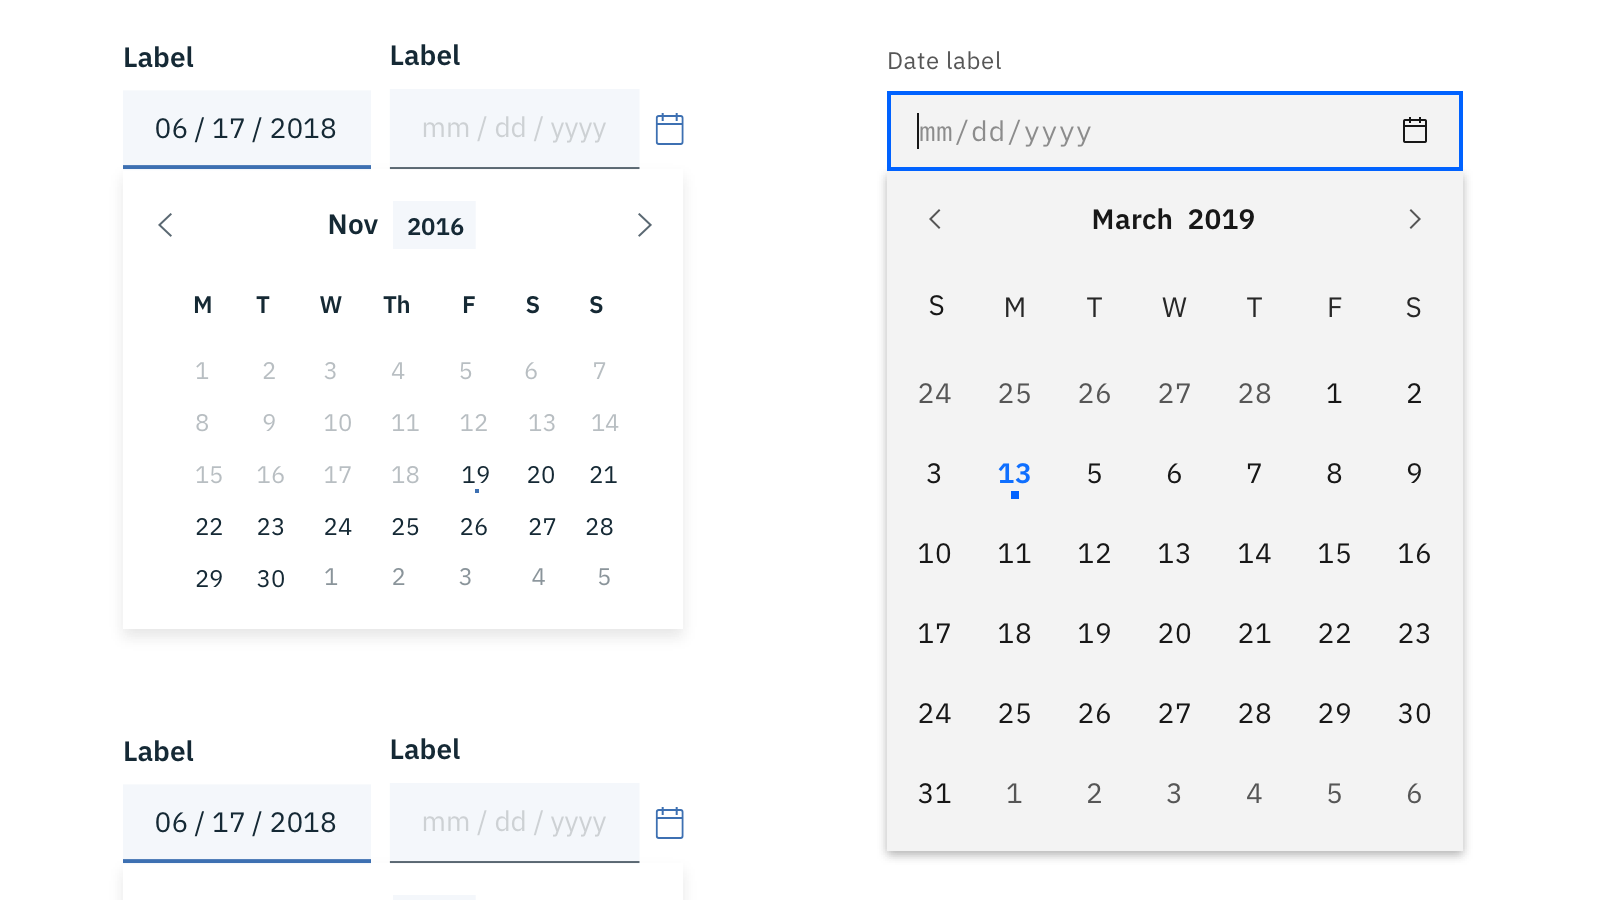 Label Label
06 / 17 / 2018 mm / dd / yyyy
Nov 2016
M T W Th F S S
1 2 3 4 5 6 7
8 9 10 11 12 13 14
15 16 17 18 19 20 21
22 23 24 25 26 27 28
29 30 1 2 3 4 5
Label Label
06 / 17 / 2018 mm / dd / yyyy
Date label
mm/dd/yyyy
March 2019
S M T W T F S
24 25 26 27 28 1 2
3 13 5 6 7 8 9
10 11 12 13 14 15 16
17 18 19 20 21 22 23
24 25 26 27 28 29 30
31 1 2 3 4 5 6